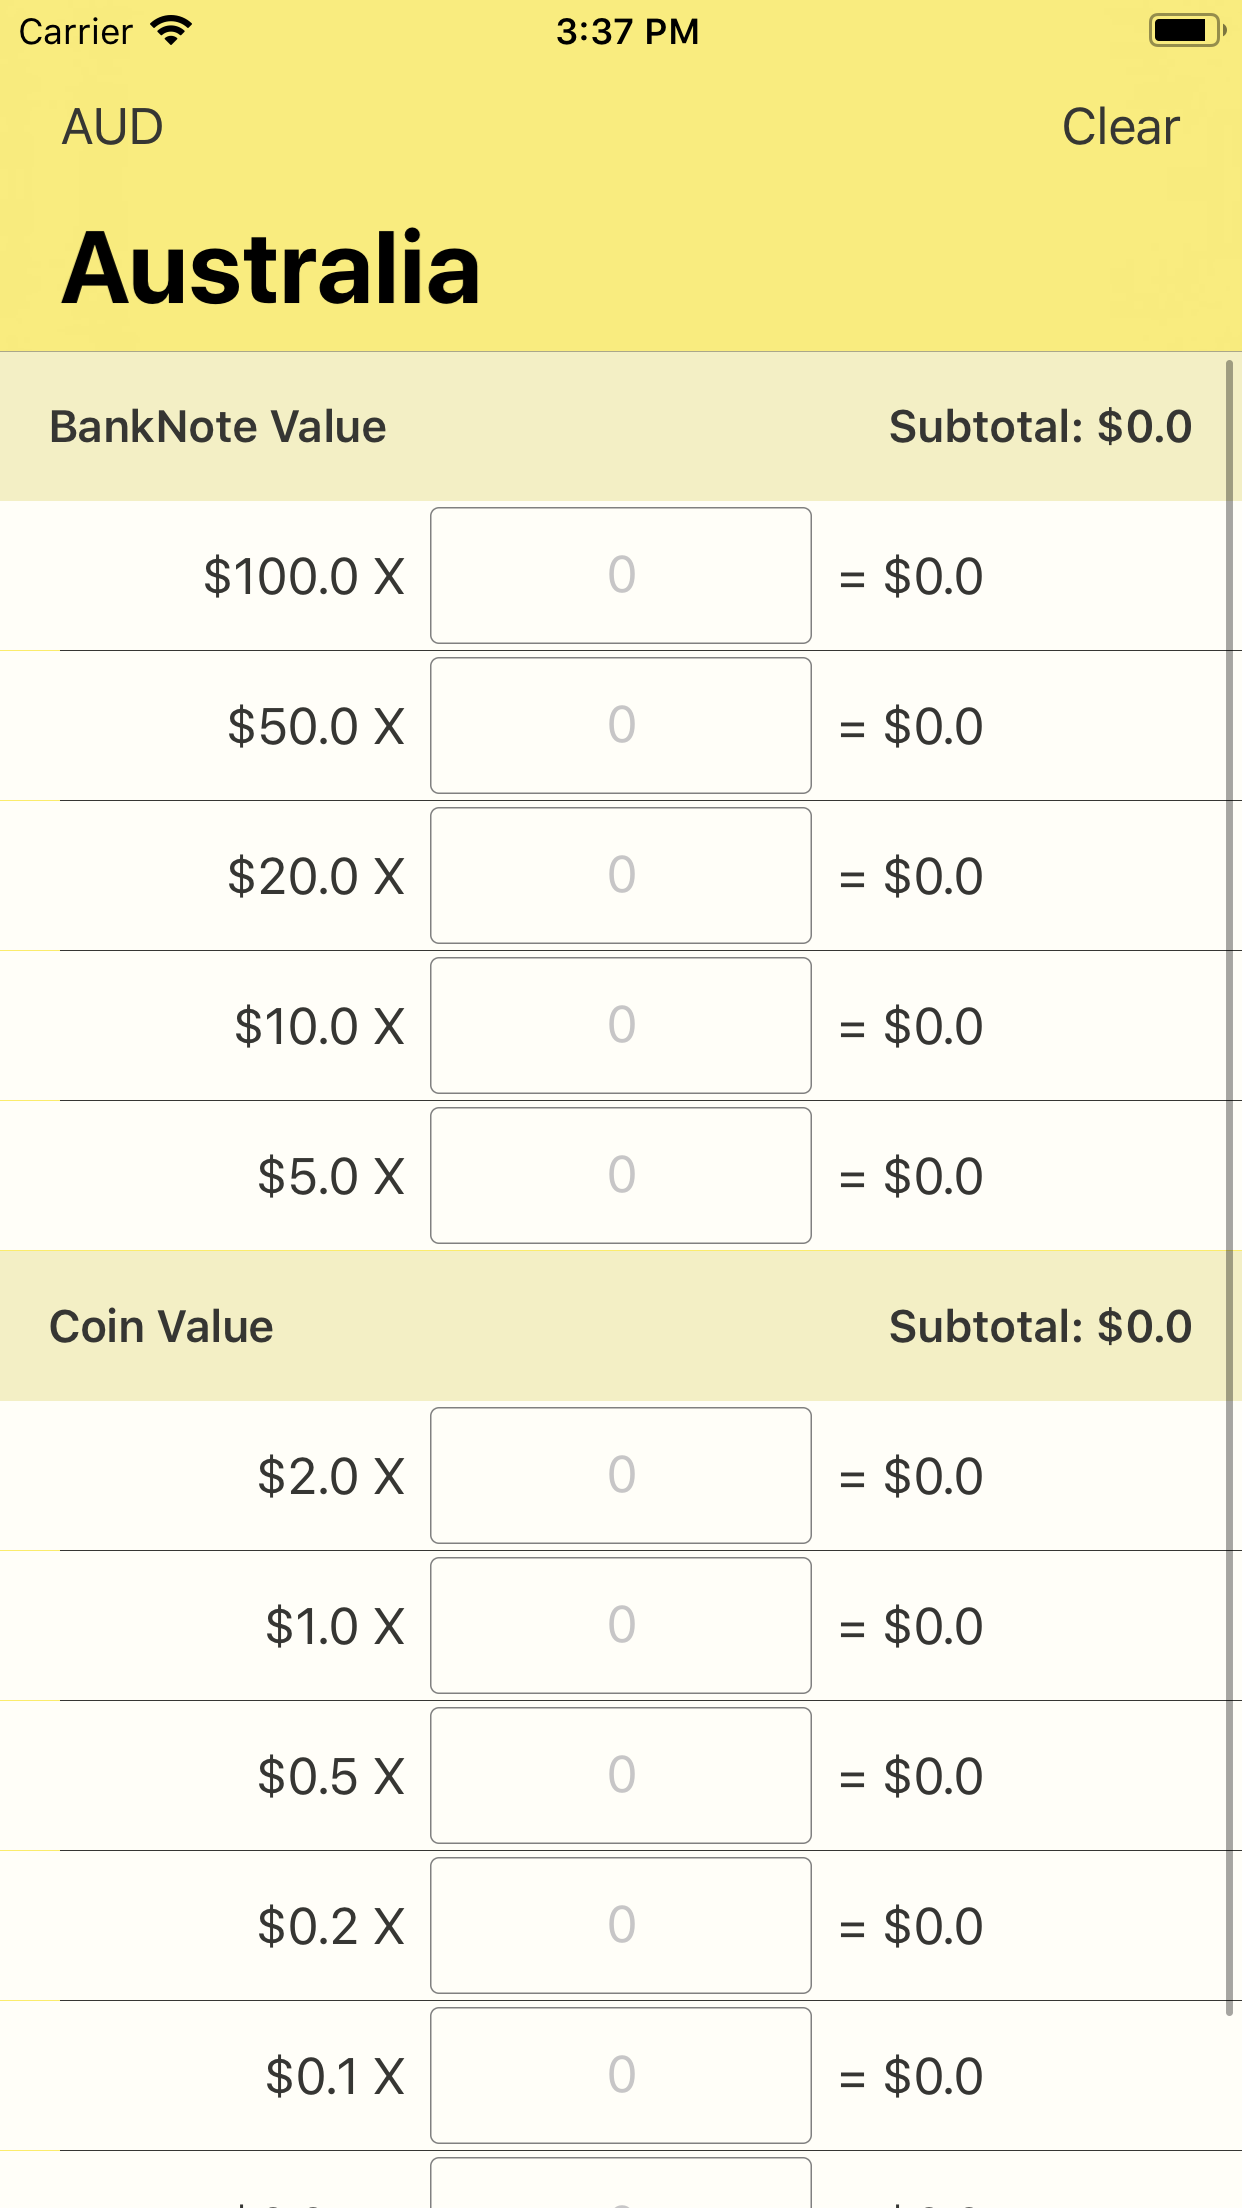 Carrier 3:37 PM
AUD Clear
Australia
BankNote Value Subtotal: $0.0
$100.0 X 0 = $0.0
$50.0 X 0 = $0.0
$20.0 X 0 = $0.0
$10.0 X 0 = $0.0
$5.0 X 0 = $0.0
Coin Value Subtotal: $0.0
$2.0 X 0 = $0.0
$1.0 X 0 = $0.0
$0.5 X 0 = $0.0
$0.2 X 0 = $0.0
$0.1 X 0 = $0.0